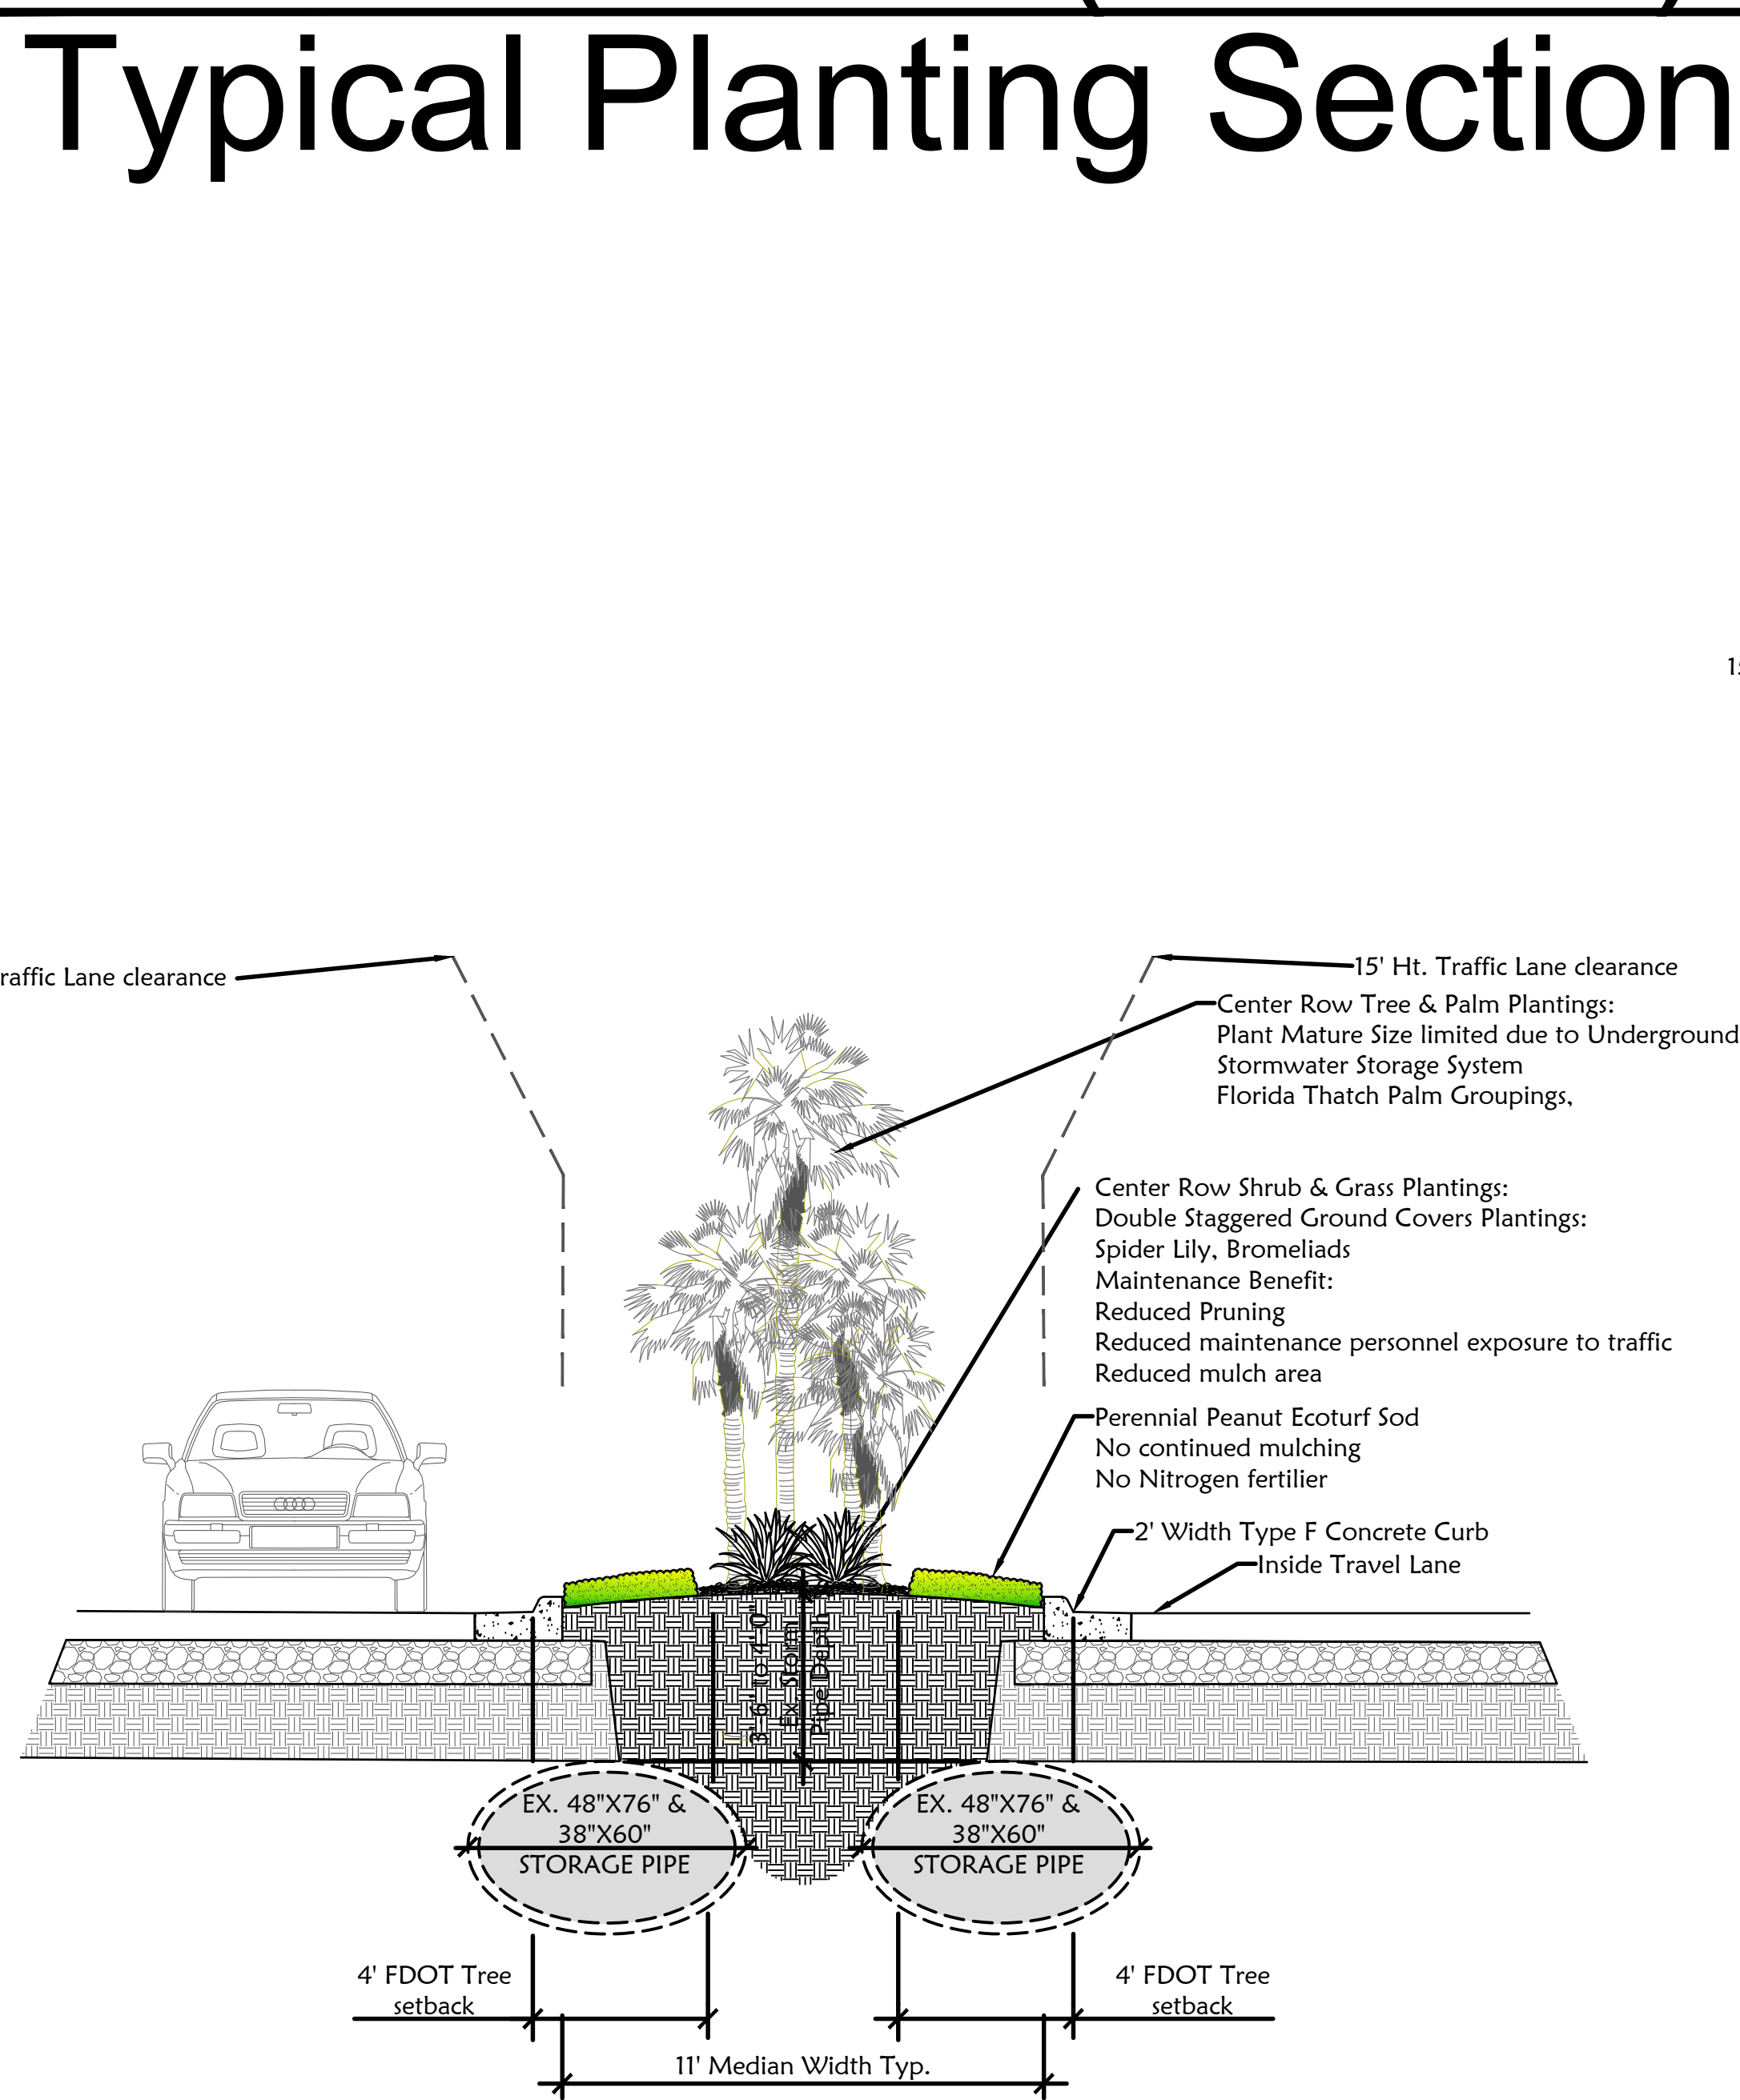 Typical Planting Section
15
raffic Lane clearance
15' Ht. Traffic Lane clearance
Center Row Tree & Palm Plantings:
Plant Mature Size limited due to Underground
Stormwater Storage System
Florida Thatch Palm Groupings,
Center Row Shrub & Grass Plantings:
Double Staggered Ground Covers Plantings:
Spider Lily, Bromeliads
Maintenance Benefit:
Reduced Pruning
Reduced maintenance personnel exposure to traffic
Reduced mulch area
Perennial Peanut Ecoturf Sod
No continued mulching
No Nitrogen fertilier
2' Width Type F Concrete Curb
Inside Travel Lane
3'-6" to 4'-0"
Ex. Storm
Pipe Depth
EX. 48"X76" &
38"X60"
STORAGE PIPE
EX. 48"X76" &
38"X60"
STORAGE PIPE
4' FDOT Tree
setback
4' FDOT Tree
setback
11' Median Width Typ.